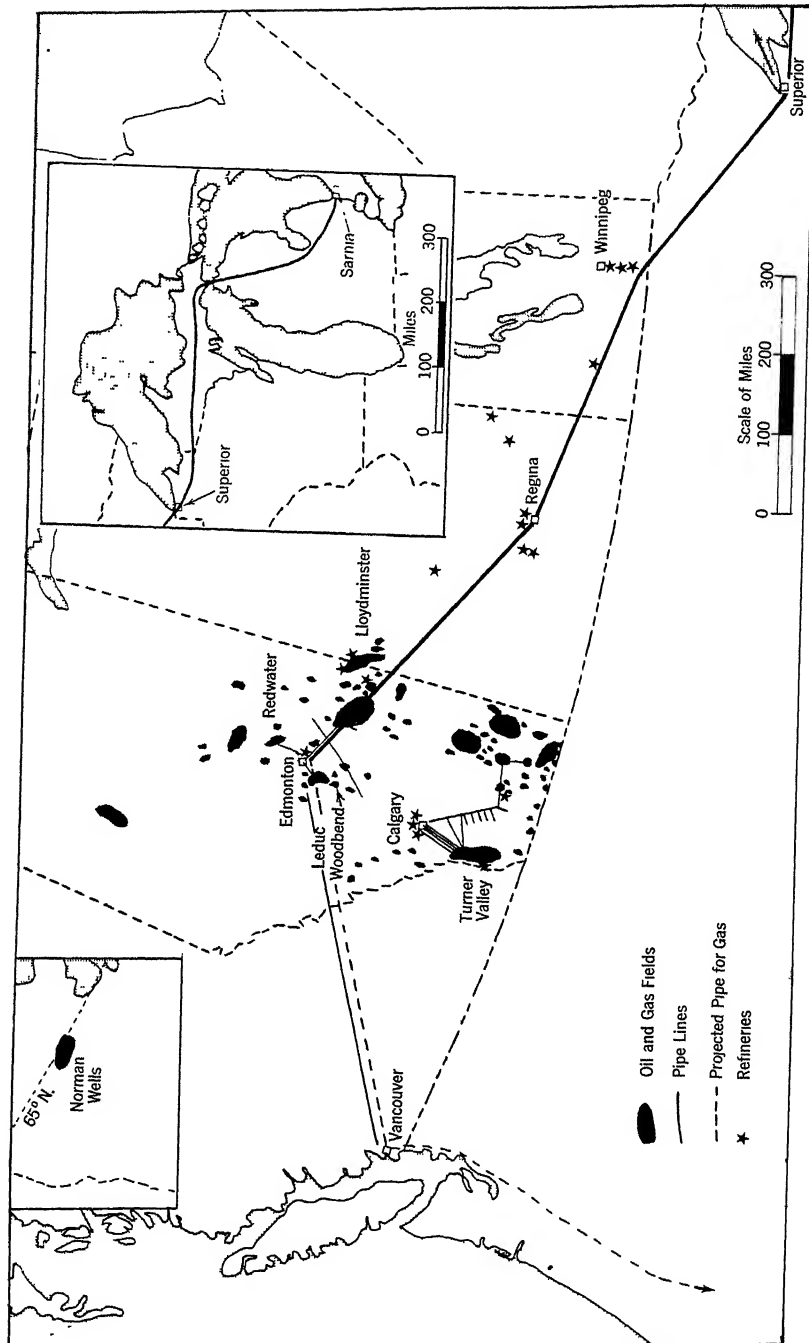 65° N.
Norman
Wells
Redwater
Edmonton
Leduc
Woodbend
Lloydminster
Calgary
Turner
Valley
Vancouver
Regina
Winnipeg
Superior
Superior
Sarnia
0 100 200 300
Miles
Oil and Gas Fields
Pipe Lines
Projected Pipe for Gas
Refineries
Scale of Miles
0 100 200 300